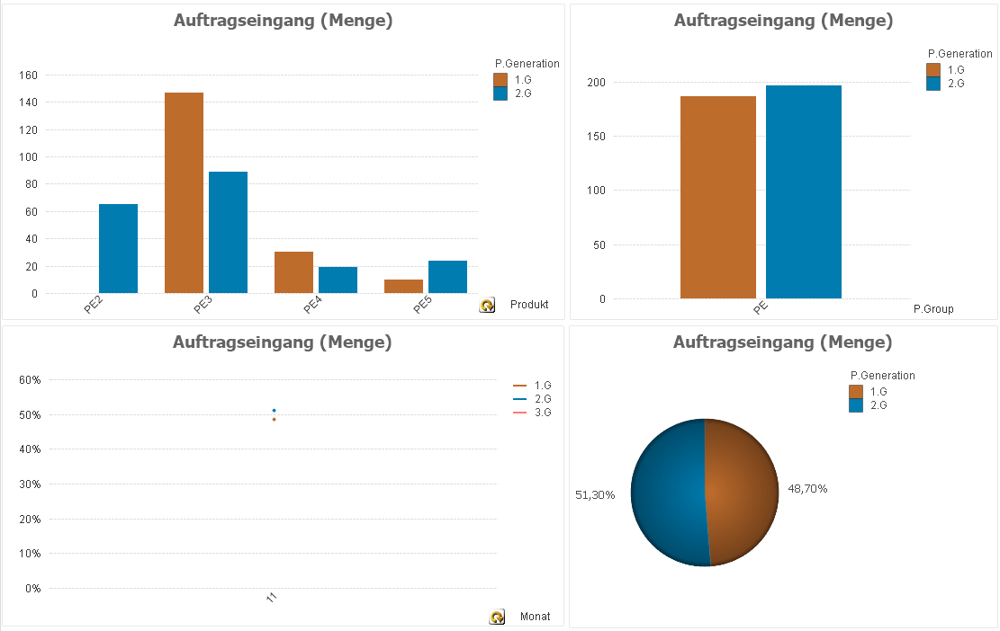 Auftragseingang (Menge)
P.Generation
1.G
2.G
160
140
120
100
80
60
40
20
0
PE2
PE3
PE4
PE5
Produkt
Auftragseingang (Menge)
P.Generation
1.G
2.G
200
150
100
50
0
PE
P.Group
Auftragseingang (Menge)
1.G
2.G
3.G
60%
50%
40%
30%
20%
10%
0%
11
Monat
Auftragseingang (Menge)
P.Generation
1.G
2.G
51,30%
48,70%